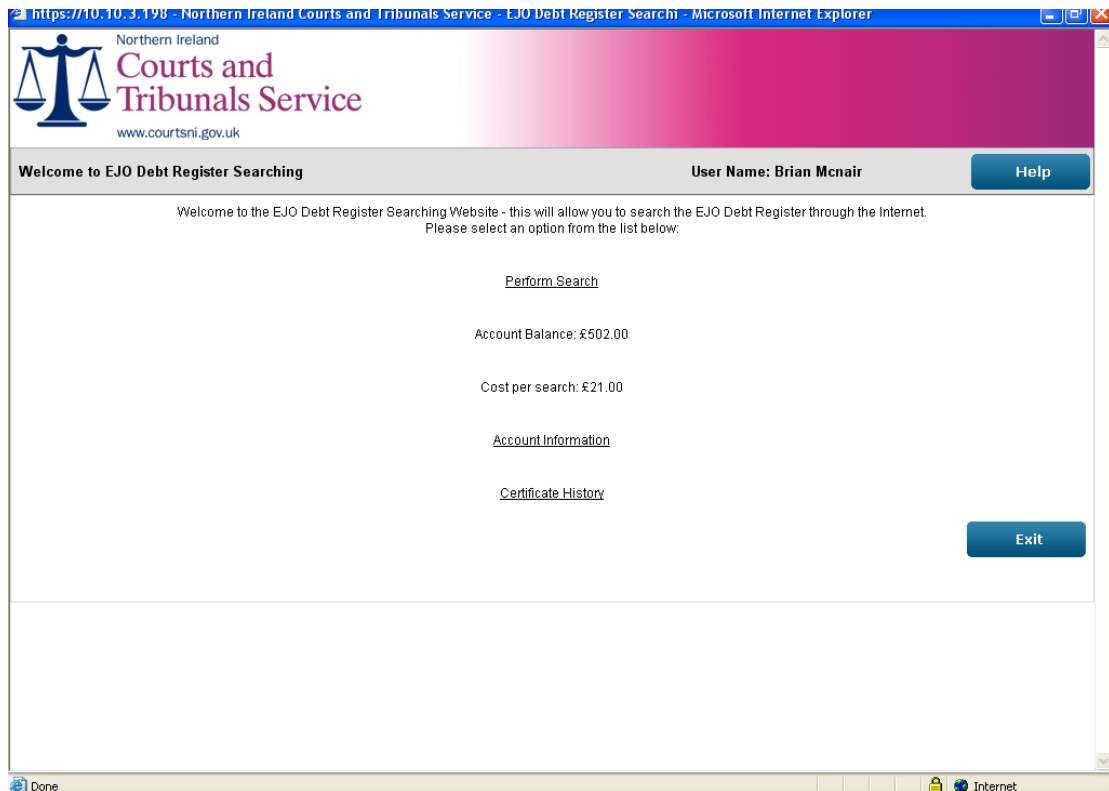 https://10.10.3.198 - Northern Ireland Courts and Tribunals Service - EJO Debt Register Searchi - Microsoft Internet Explorer
Northern Ireland
Courts and
Tribunals Service
www.courtsni.gov.uk
Welcome to EJO Debt Register Searching User Name: Brian Mcnair Help
Welcome to the EJO Debt Register Searching Website - this will allow you to search the EJO Debt Register through the Internet.
Please select an option from the list below:
Perform Search
Account Balance: £502.00
Cost per search: £21.00
Account Information
Certificate History
Exit
Done Internet